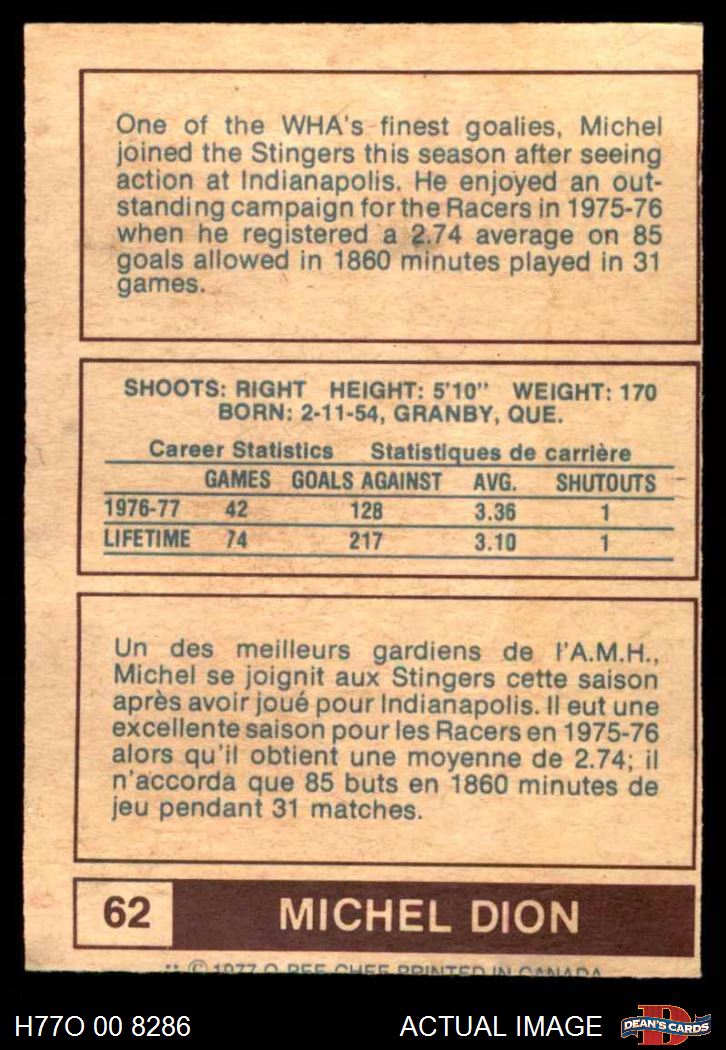 One of the WHA's finest goalies, Michel
joined the Stingers this season after seeing
action at Indianapolis. He enjoyed an out-
standing campaign for the Racers in 1975-76
when he registered a 2.74 average on 85
goals allowed in 1860 minutes played in 31
games.
SHOOTS: RIGHT HEIGHT: 5'10" WEIGHT: 170
BORN: 2-11-54, GRANBY, QUE.
Career Statistics Statistiques de carrière
GAMES GOALS AGAINST AVG. SHUTOUTS
1976-77 42 128 3.36 1
LIFETIME 74 217 3.10 1
Un des meilleurs gardiens de l'A.M.H.,
Michel se joignit aux Stingers cette saison
après avoir joué pour Indianapolis. Il eut une
excellente saison pour les Racers en 1975-76
alors qu'il obtient une moyenne de 2.74; il
n'accorda que 85 buts en 1860 minutes de
jeu pendant 31 matches.
62 MICHEL DION
© 1977 O-PEE-CHEE PRINTED IN CANADA
H77O 00 8286 ACTUAL IMAGE D DEAN'S CARDS